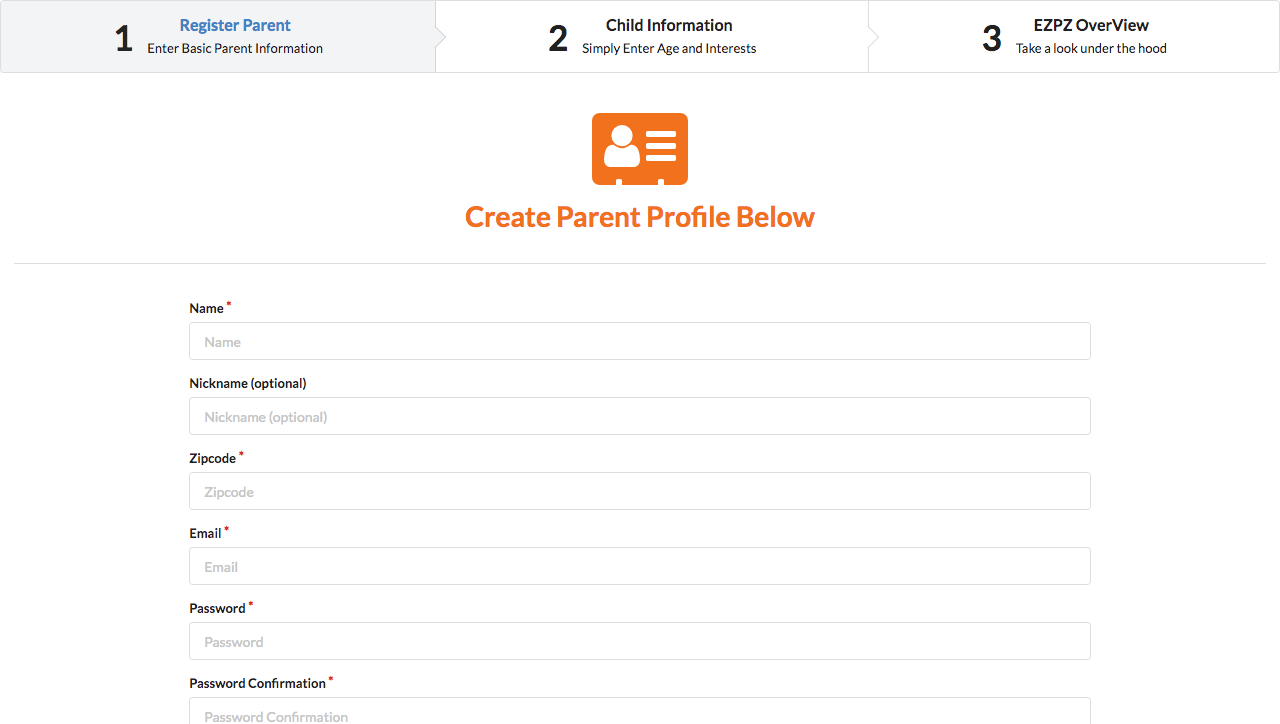 1
Register Parent
Enter Basic Parent Information
2
Child Information
Simply Enter Age and Interests
3
EZPZ OverView
Take a look under the hood
Create Parent Profile Below
Name *
Name
Nickname (optional)
Nickname (optional)
Zipcode *
Zipcode
Email *
Email
Password *
Password
Password Confirmation *
Password Confirmation